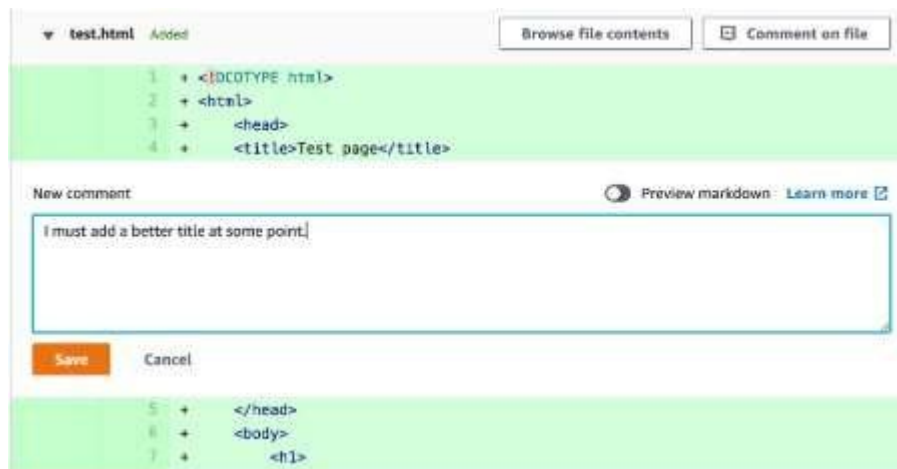 test.html Added Browse file contents Comment on file
1 + <!DCOTYPE html>
2 + <html>
3 + <head>
4 + <title>Test page</title>
New comment Preview markdown Learn more
I must add a better title at some point.
Save Cancel
5 + </head>
6 + <body>
7 + <h1>